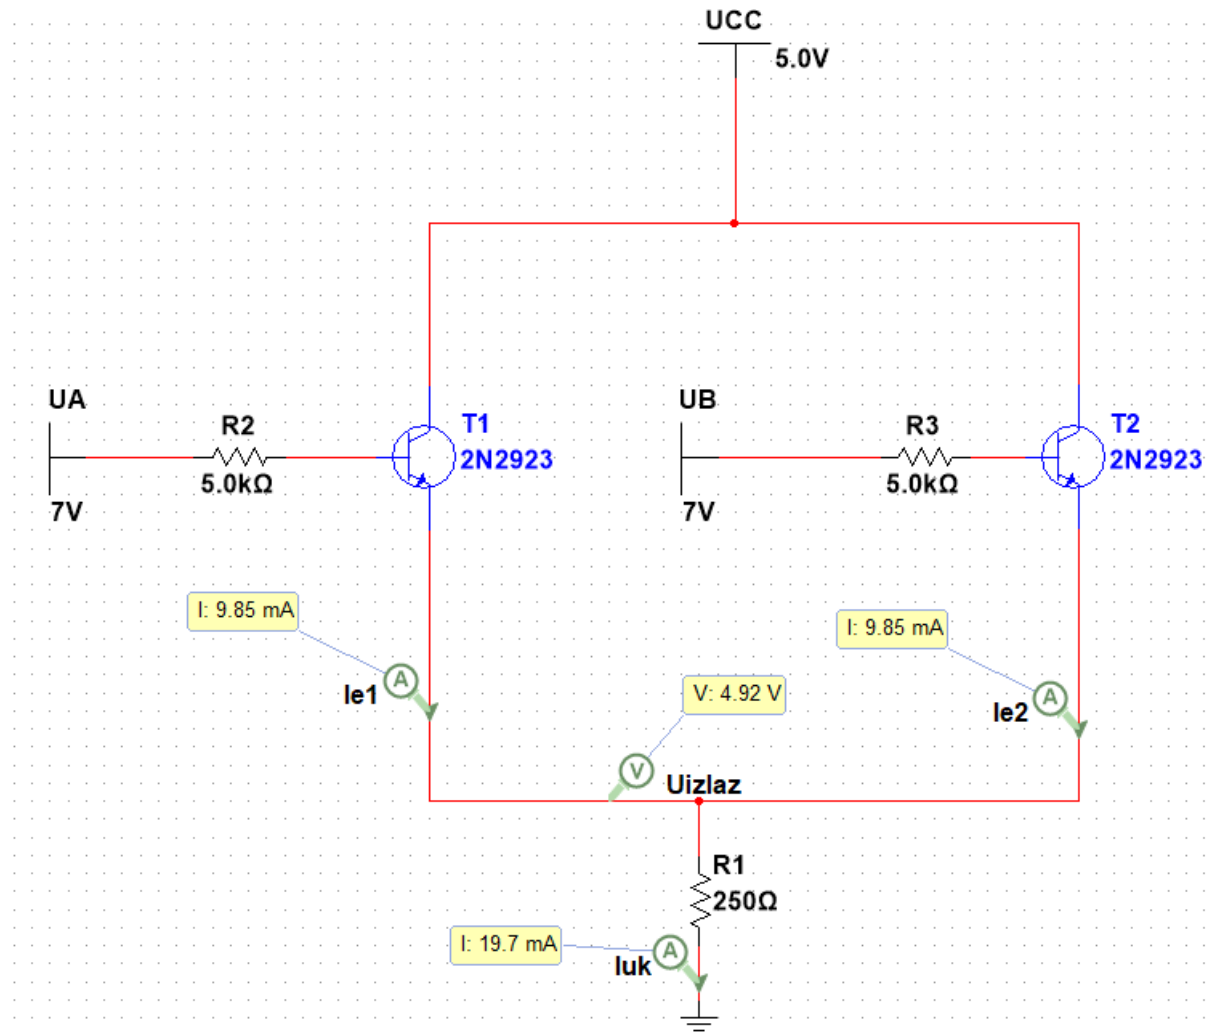 UCC
5.0V
UA
R2
5.0kΩ
7V
T1
2N2923
UB
R3
5.0kΩ
7V
T2
2N2923
I: 9.85 mA
Ie1
I: 9.85 mA
Ie2
V: 4.92 V
V
Uizlaz
R1
250Ω
I: 19.7 mA
A
Iuk
A
A